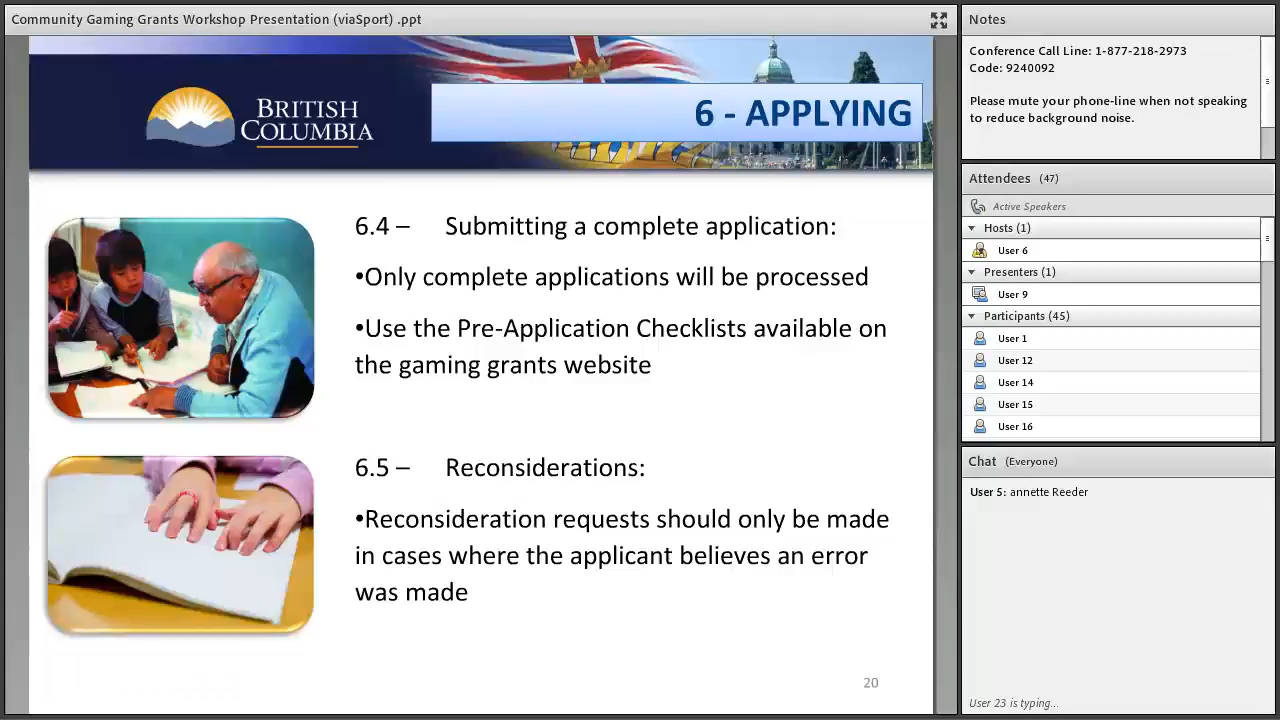 Community Gaming Grants Workshop Presentation (viaSport) .ppt
BRITISH
COLUMBIA
6 - APPLYING
6.4 – Submitting a complete application:
•Only complete applications will be processed
•Use the Pre-Application Checklists available on
the gaming grants website
6.5 – Reconsiderations:
•Reconsideration requests should only be made
in cases where the applicant believes an error
was made
20
Notes
Conference Call Line: 1-877-218-2973
Code: 9240092
Please mute your phone-line when not speaking
to reduce background noise.
Attendees (47)
Active Speakers
Hosts (1)
User 6
Presenters (1)
User 9
Participants (45)
User 1
User 12
User 14
User 15
User 16
Chat (Everyone)
User 5: annette Reeder
User 23 is typing...